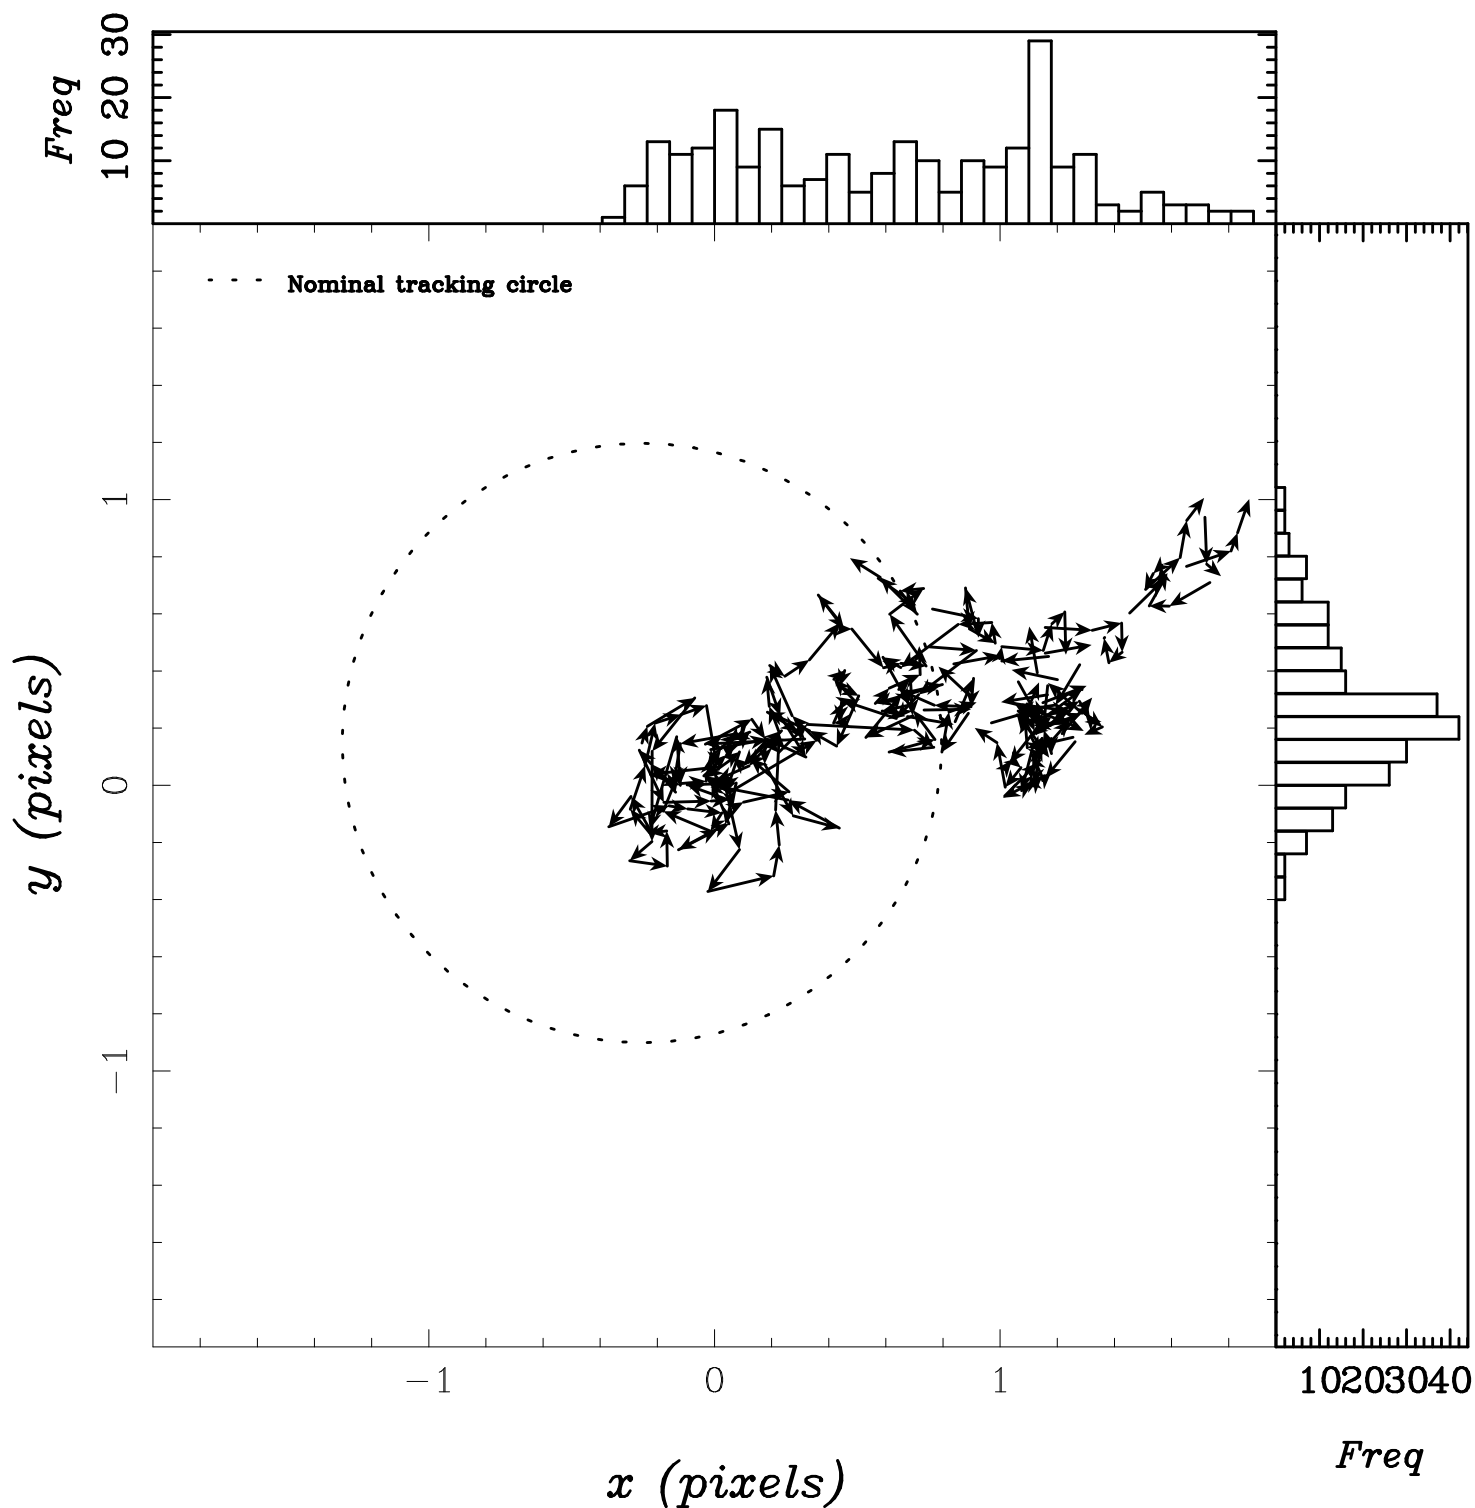 Freq
10 20 30
Nominal tracking circle
y (pixels)
1
0
−1
−1 0 1
10203040
x (pixels)
Freq